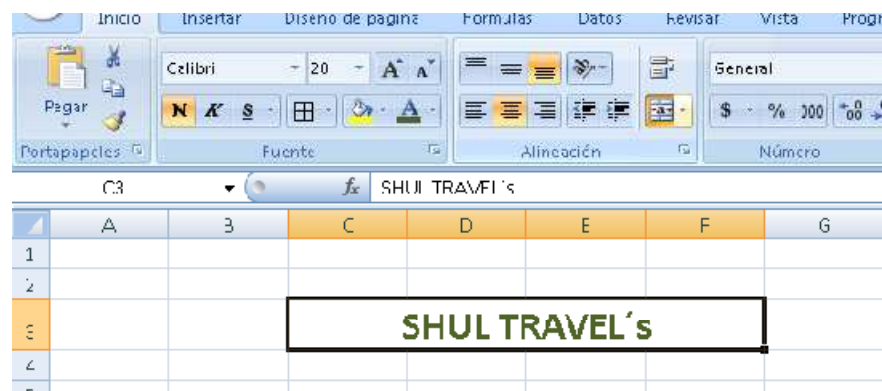 Inicio Insertar Diseño de página Fórmulas Datos Revisar Vista Progr
Calibri 20 A A General
Pegar N K S A $ % 000
Portapapeles Fuente Alineación Número
C3 fx SHUL TRAVEL´s
A B C D E F G
1
2
3 SHUL TRAVEL´s
4